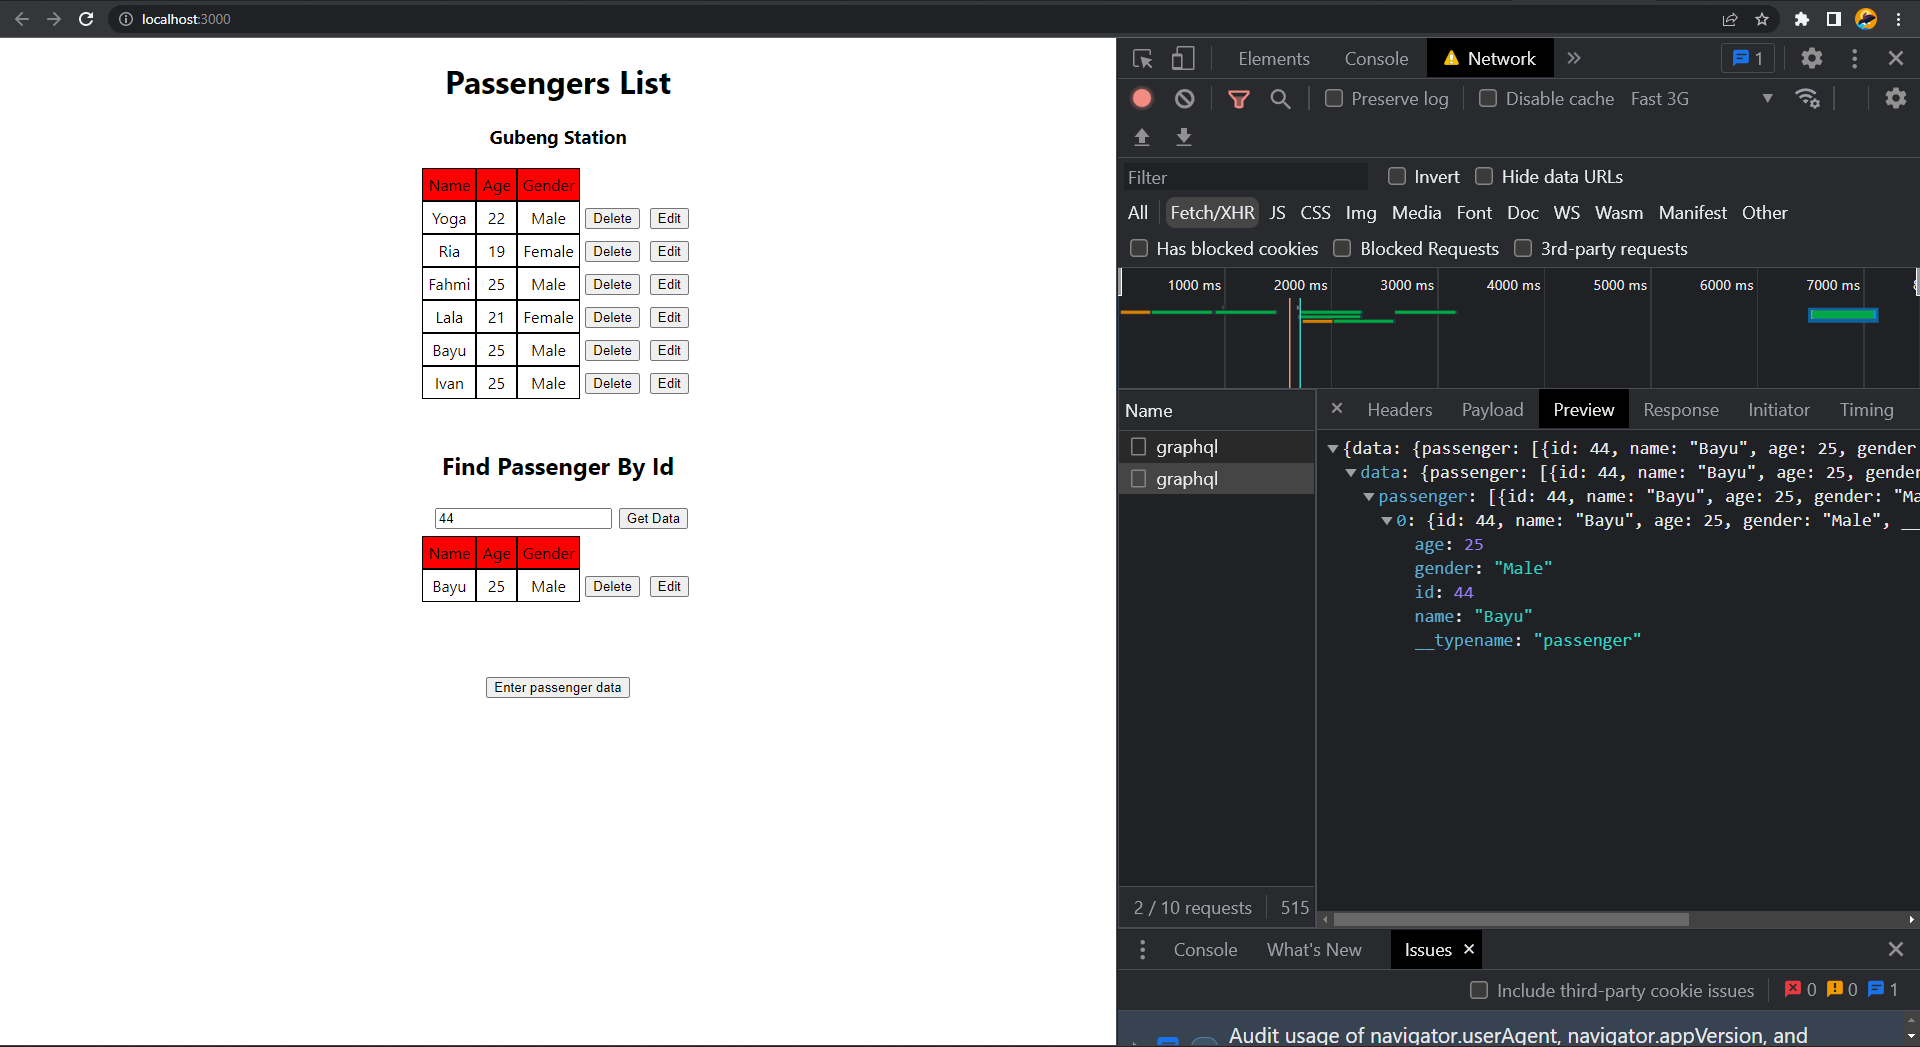 localhost:3000
Passengers List
Gubeng Station
Name Age Gender
Yoga 22 Male Delete Edit
Ria 19 Female Delete Edit
Fahmi 25 Male Delete Edit
Lala 21 Female Delete Edit
Bayu 25 Male Delete Edit
Ivan 25 Male Delete Edit
Find Passenger By Id
44 Get Data
Name Age Gender
Bayu 25 Male Delete Edit
Enter passenger data
Elements Console Network 1
Preserve log Disable cache Fast 3G
Filter Invert Hide data URLs
All Fetch/XHR JS CSS Img Media Font Doc WS Wasm Manifest Other
Has blocked cookies Blocked Requests 3rd-party requests
1000 ms 2000 ms 3000 ms 4000 ms 5000 ms 6000 ms 7000 ms
Name
graphql
graphql
2 / 10 requests 515
× Headers Payload Preview Response Initiator Timing
{data: {passenger: [{id: 44, name: "Bayu", age: 25, gender
data: {passenger: [{id: 44, name: "Bayu", age: 25, gender
passenger: [{id: 44, name: "Bayu", age: 25, gender: "Ma
0: {id: 44, name: "Bayu", age: 25, gender: "Male", __
age: 25
gender: "Male"
id: 44
name: "Bayu"
__typename: "passenger"
Console What's New Issues ×
Include third-party cookie issues 0 0 1
Audit usage of navigator.userAgent, navigator.appVersion, and